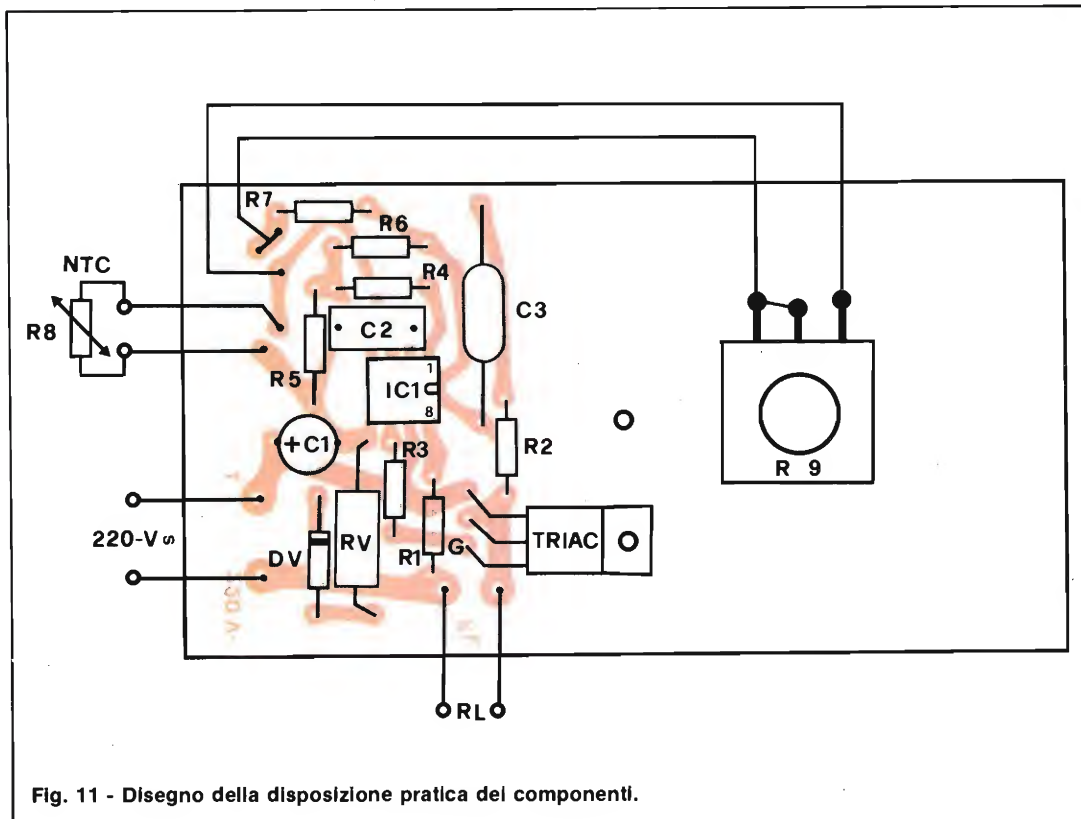 R7
R6
NTC
R4
R8
C3
C2
R5
1
IC1
8
+C1
R3
R2
220-V
DV
RV
R1
G
TRIAC
R 9
220 V-
RL
Fig. 11 - Disegno della disposizione pratica dei componenti.